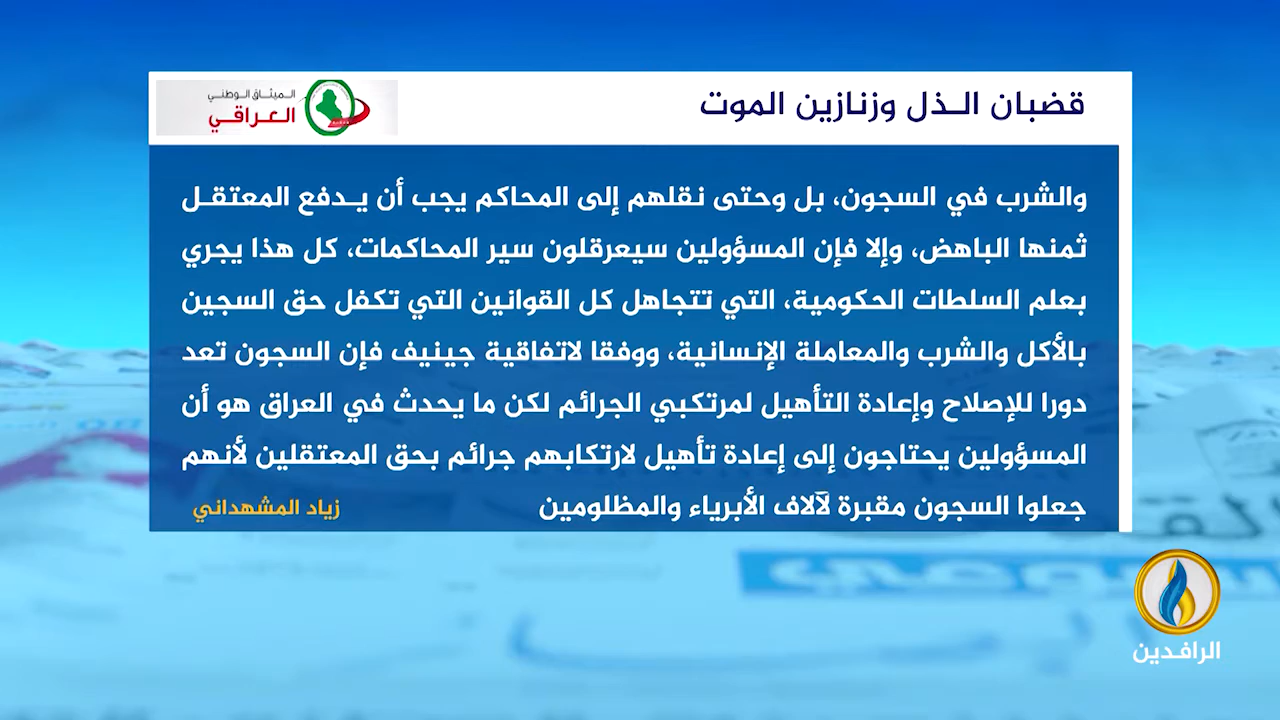 قضبان الذل وزنازين الموت
الميثاق الوطني
العراقي
والشرب في السجون، بل وحتى نقلهم إلى المحاكم يجب أن يدفع المعتقل
ثمنها الباهض، وإلا فإن المسؤولين سيعرقلون سير المحاكمات، كل هذا يجري
بعلم السلطات الحكومية، التي تتجاهل كل القوانين التي تكفل حق السجين
بالأكل والشرب والمعاملة الإنسانية، ووفقا لاتفاقية جينيف فإن السجون تعد
دورا للإصلاح وإعادة التأهيل لمرتكبي الجرائم لكن ما يحدث في العراق هو أن
المسؤولين يحتاجون إلى إعادة تأهيل لارتكابهم جرائم بحق المعتقلين لأنهم
جعلوا السجون مقبرة لآلاف الأبرياء والمظلومين
زياد المشهداني
الرافدين